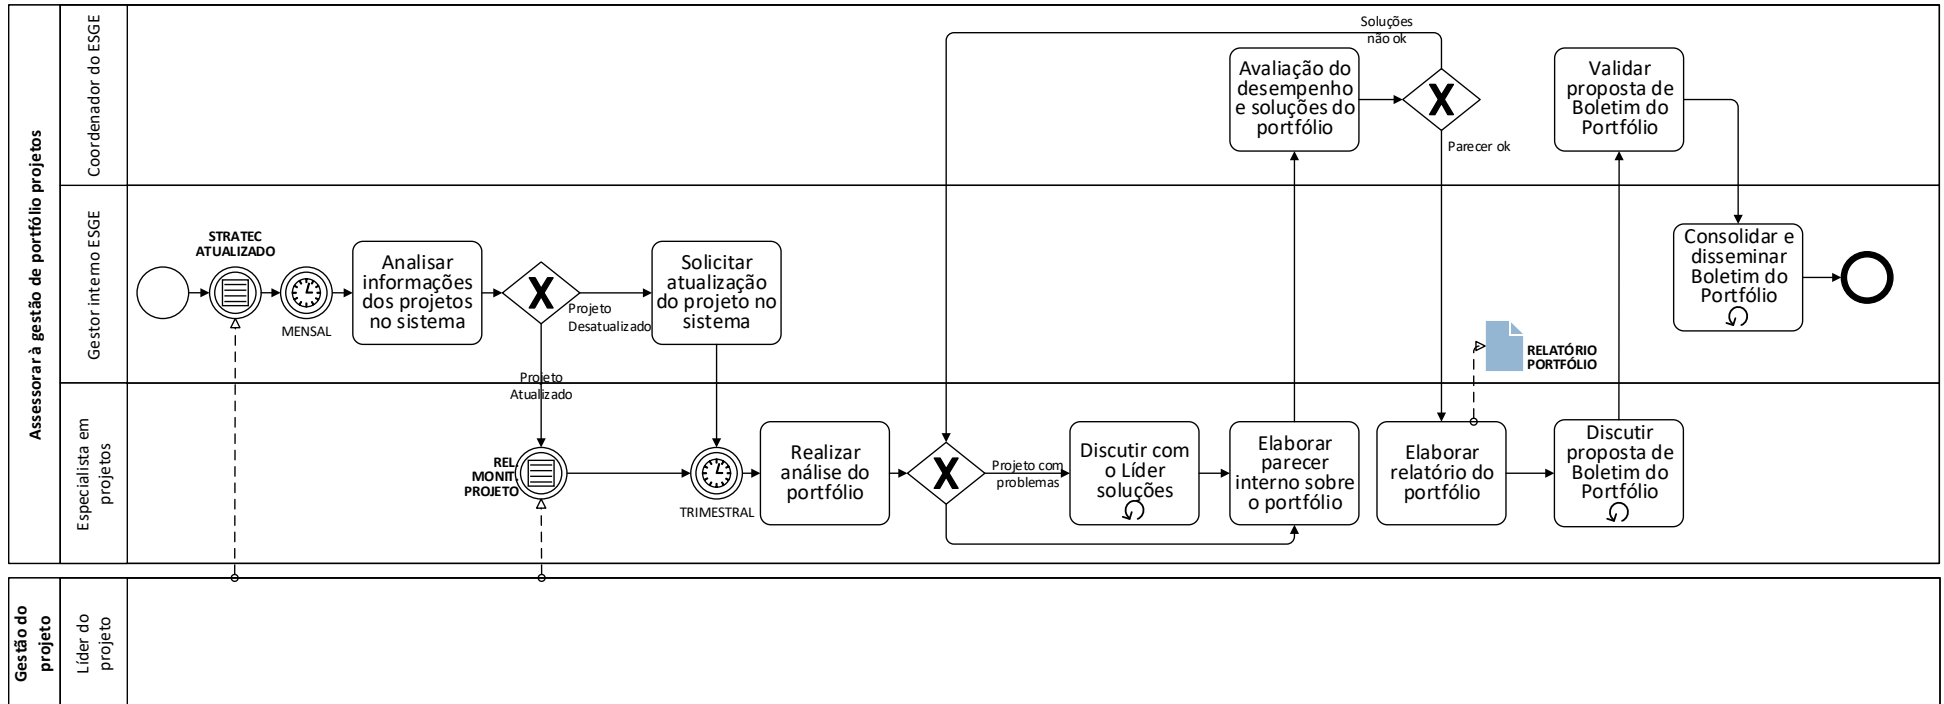 Assessorar à gestão de portfólio projetos
Coordenador do ESGE
Soluções
não ok
Avaliação do
desempenho
e soluções do
portfólio
X
Parecer ok
Validar
proposta de
Boletim do
Portfólio
Gestor interno ESGE
STRATEC
ATUALIZADO
MENSAL
Analisar
informações
dos projetos
no sistema
X
Projeto
Desatualizado
Solicitar
atualização
do projeto no
sistema
Projeto
Atualizado
RELATÓRIO
PORTFÓLIO
Consolidar e
disseminar
Boletim do
Portfólio
Especialista em
projetos
REL.
MONIT.
PROJETO
TRIMESTRAL
Realizar
análise do
portfólio
X
Projeto com
problemas
Discutir com
o Líder
soluções
Elaborar
parecer
interno sobre
o portfólio
Elaborar
relatório do
portfólio
Discutir
proposta de
Boletim do
Portfólio
Gestão do
projeto
Líder do
projeto